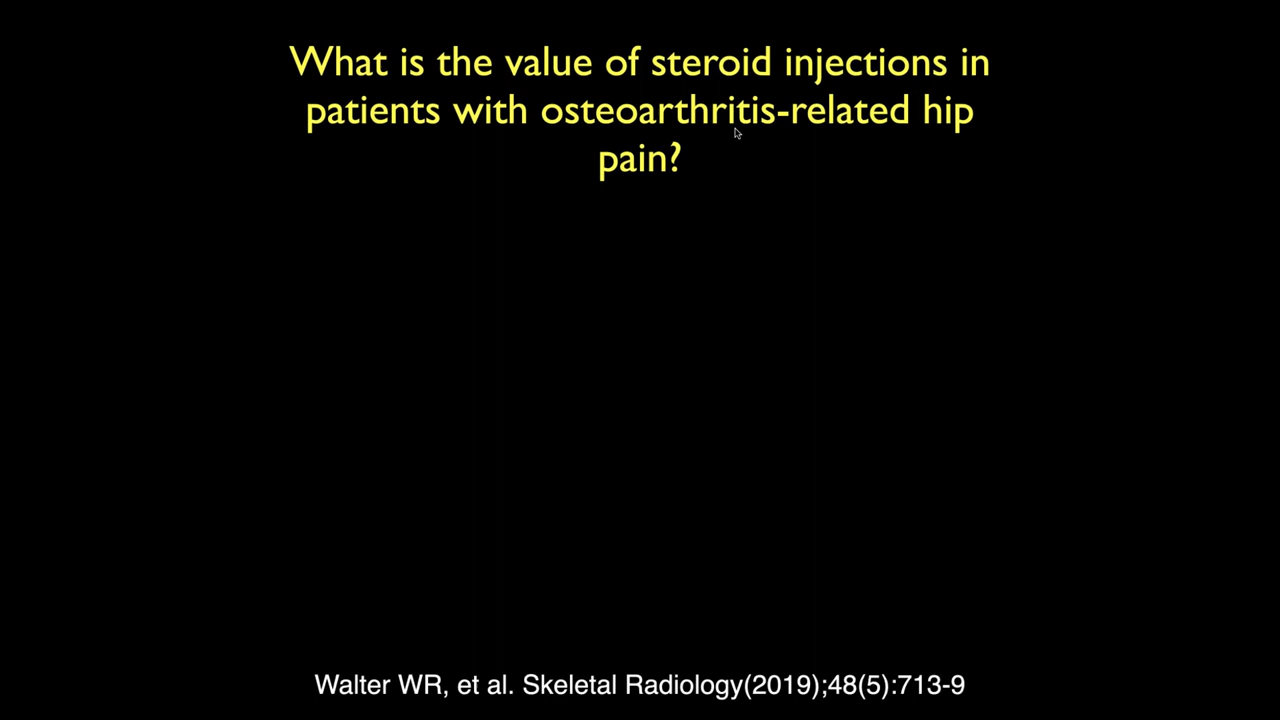 What is the value of steroid injections in
patients with osteoarthritis-related hip
pain?
Walter WR, et al. Skeletal Radiology(2019);48(5):713-9